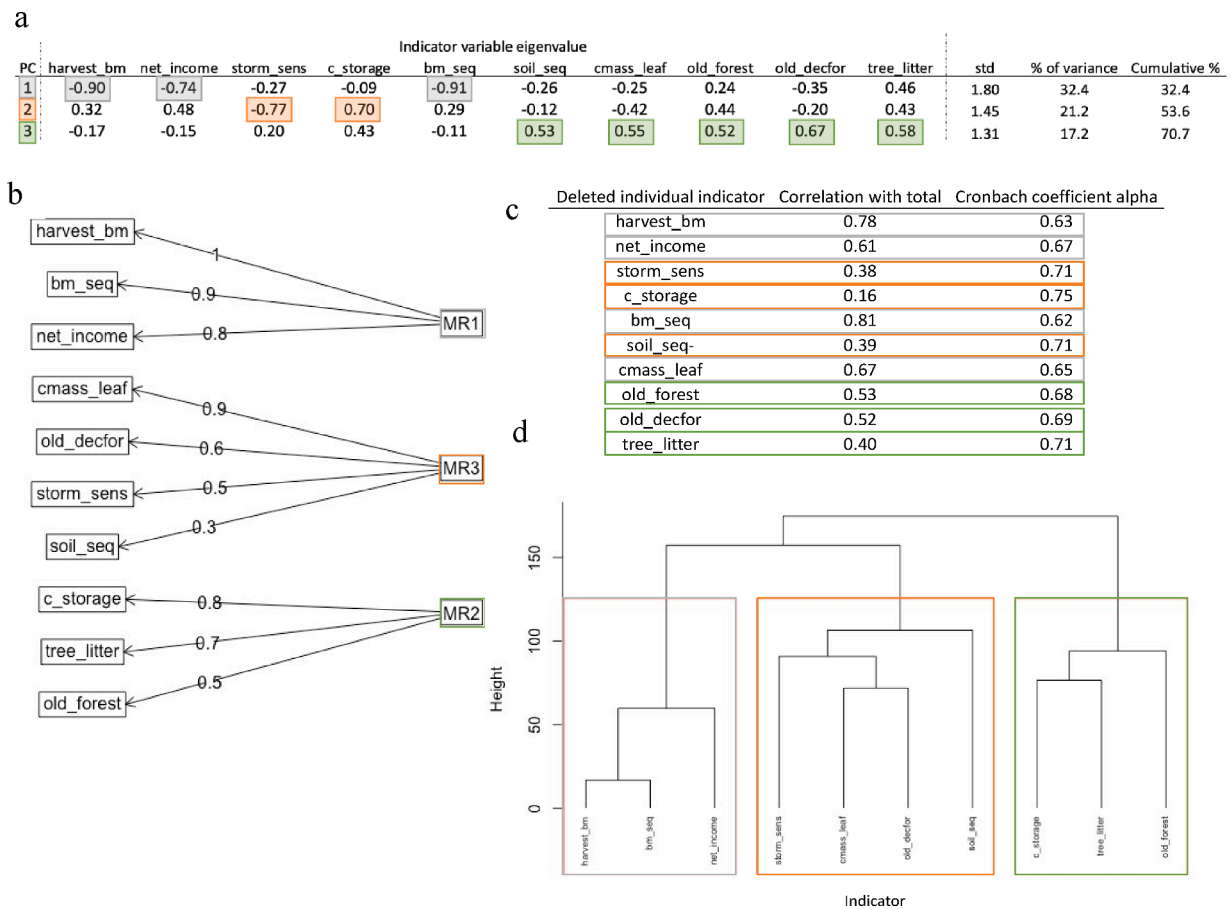 a
Indicator variable eigenvalue
PC harvest_bm net_income storm_sens c_storage bm_seq soil_seq cmass_leaf old_forest old_decfor tree_litter std % of variance Cumulative %
1 -0.90 -0.74 -0.27 -0.09 -0.91 -0.26 -0.25 0.24 -0.35 0.46 1.80 32.4 32.4
2 0.32 0.48 -0.77 0.70 0.29 -0.12 -0.42 0.44 -0.20 0.43 1.45 21.2 53.6
3 -0.17 -0.15 0.20 0.43 -0.11 0.53 0.55 0.52 0.67 0.58 1.31 17.2 70.7
b
harvest_bm
bm_seq
net_income
cmass_leaf
old_decfor
storm_sens
soil_seq
c_storage
tree_litter
old_forest
1
0.9
0.8
0.9
0.6
0.5
0.3
0.8
0.7
0.5
MR1
MR3
MR2
c
Deleted individual indicator Correlation with total Cronbach coefficient alpha
harvest_bm 0.78 0.63
net_income 0.61 0.67
storm_sens 0.38 0.71
c_storage 0.16 0.75
bm_seq 0.81 0.62
soil_seq- 0.39 0.71
cmass_leaf 0.67 0.65
old_forest 0.53 0.68
old_decfor 0.52 0.69
tree_litter 0.40 0.71
d
Height
150
100
50
0
harvest_bm
bm_seq
net_income
storm_sens
cmass_leaf
old_decfor
soil_seq
c_storage
tree_litter
old_forest
Indicator